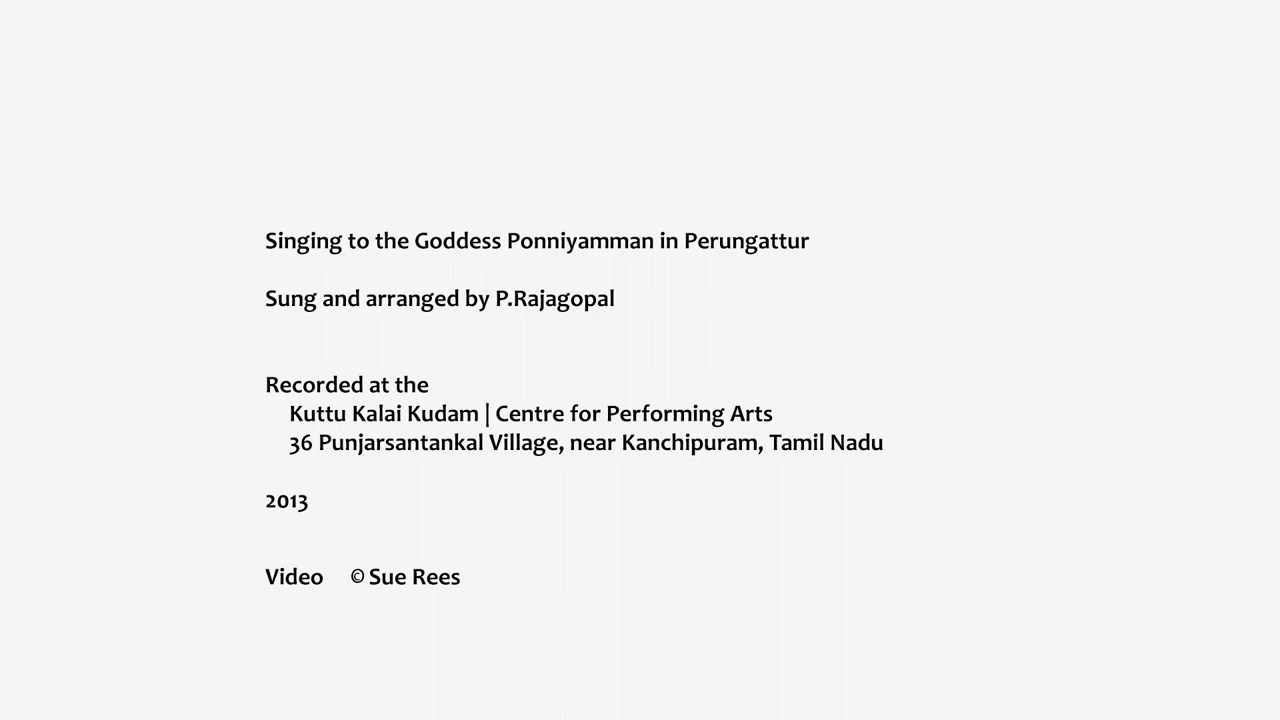 Singing to the Goddess Ponniyamman in Perungattur
Sung and arranged by P.Rajagopal
Recorded at the
Kuttu Kalai Kudam | Centre for Performing Arts
36 Punjarsantankal Village, near Kanchipuram, Tamil Nadu
2013
Video © Sue Rees